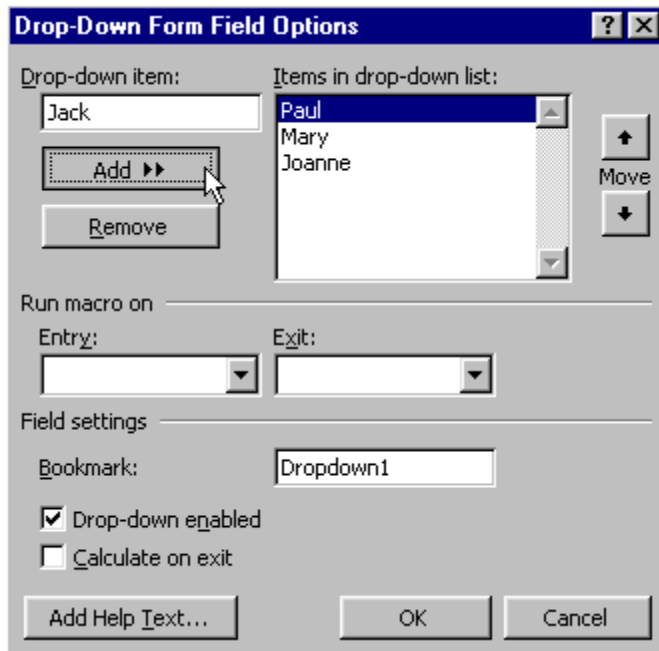 Drop-Down Form Field Options
Drop-down item: Items in drop-down list:
Jack
Paul
Mary
Joanne
Add
Move
Remove
Run macro on
Entry: Exit:
Field settings
Bookmark: Dropdown1
Drop-down enabled
Calculate on exit
Add Help Text... OK Cancel